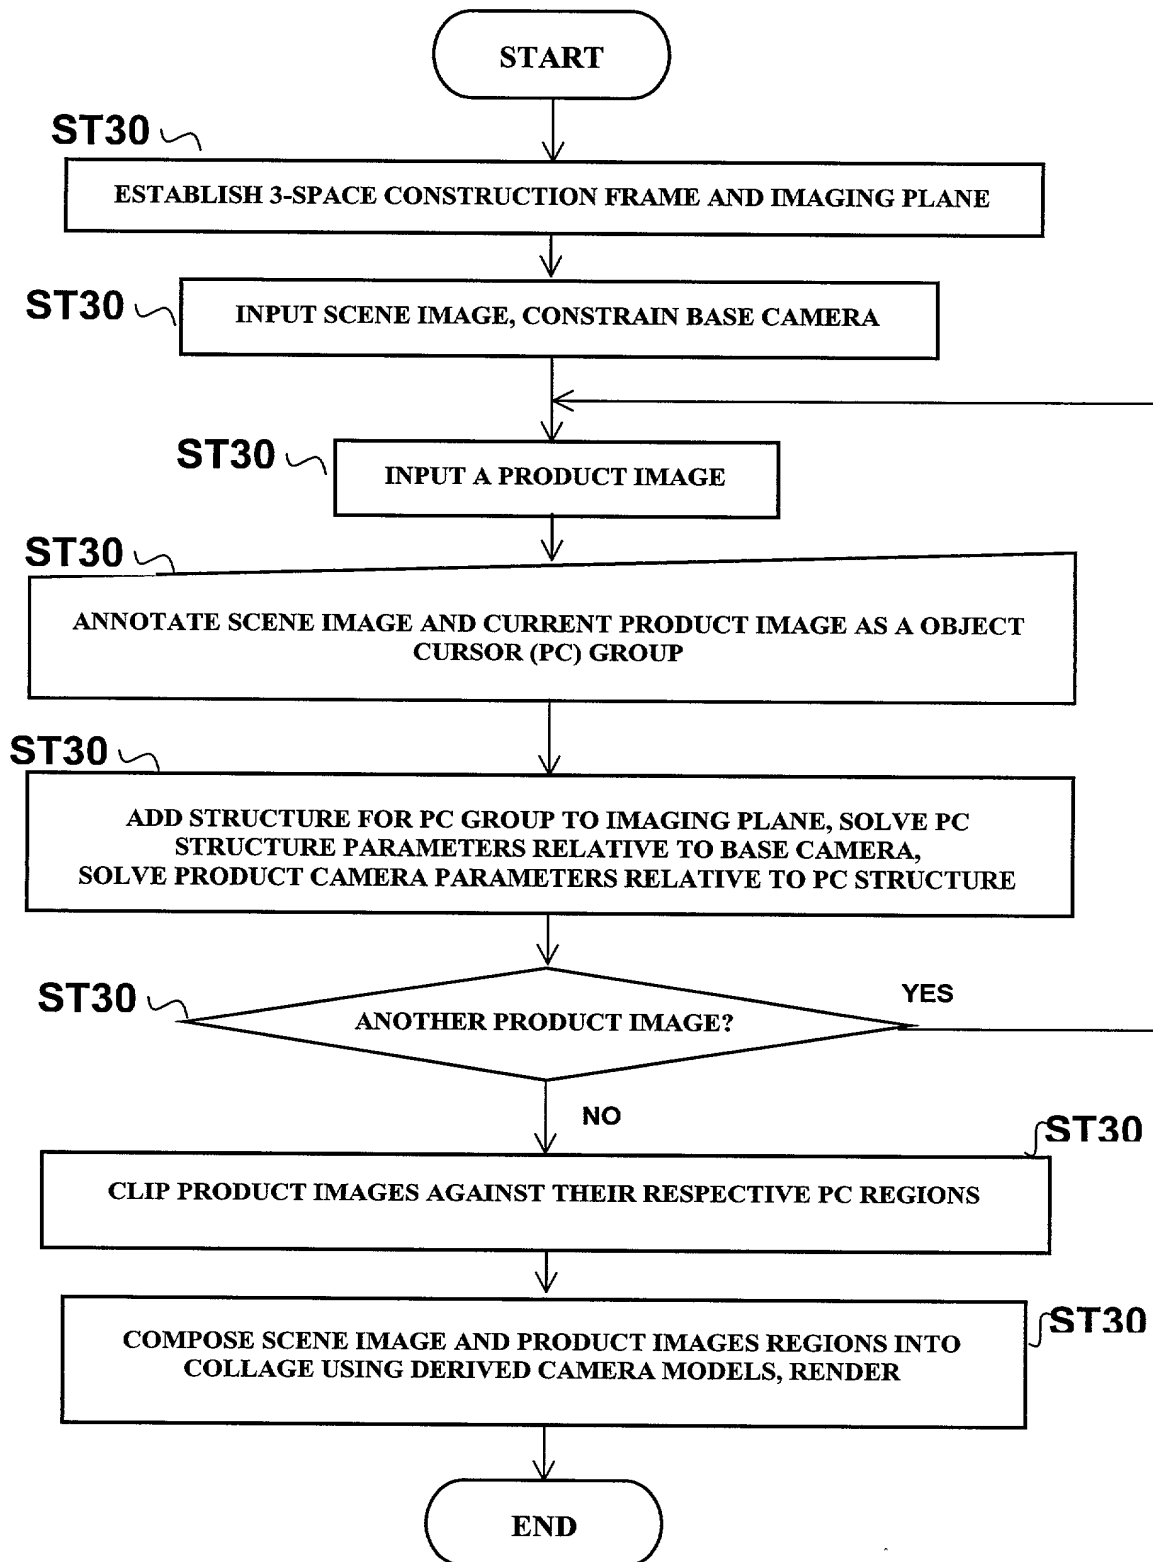 START
ST30
ESTABLISH 3-SPACE CONSTRUCTION FRAME AND IMAGING PLANE
ST30
INPUT SCENE IMAGE, CONSTRAIN BASE CAMERA
ST30
INPUT A PRODUCT IMAGE
ST30
ANNOTATE SCENE IMAGE AND CURRENT PRODUCT IMAGE AS A OBJECT
CURSOR (PC) GROUP
ST30
ADD STRUCTURE FOR PC GROUP TO IMAGING PLANE, SOLVE PC
STRUCTURE PARAMETERS RELATIVE TO BASE CAMERA,
SOLVE PRODUCT CAMERA PARAMETERS RELATIVE TO PC STRUCTURE
ST30
ANOTHER PRODUCT IMAGE?
YES
NO
ST30
CLIP PRODUCT IMAGES AGAINST THEIR RESPECTIVE PC REGIONS
ST30
COMPOSE SCENE IMAGE AND PRODUCT IMAGES REGIONS INTO
COLLAGE USING DERIVED CAMERA MODELS, RENDER
END